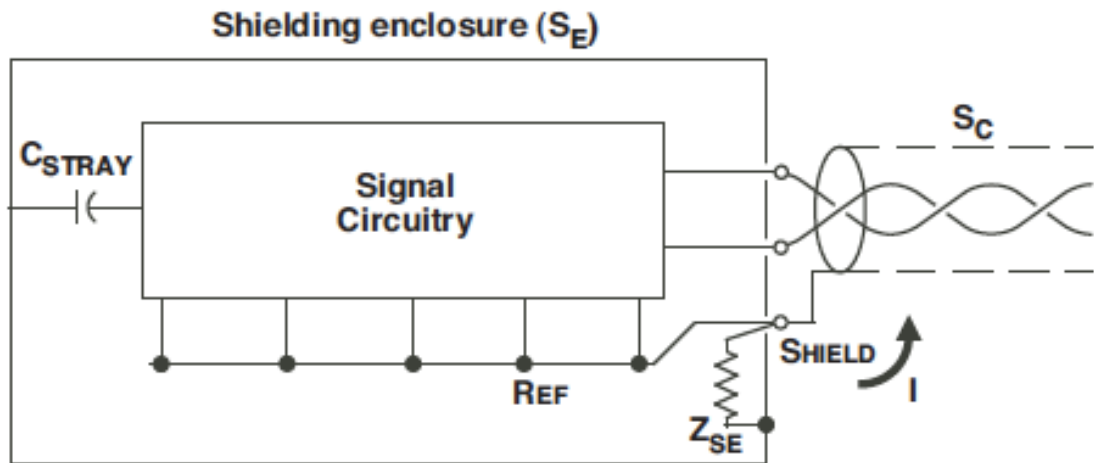 Shielding enclosure (SE)
CSTRAY
Signal
Circuitry
SC
SHIELD
REF
I
ZSE